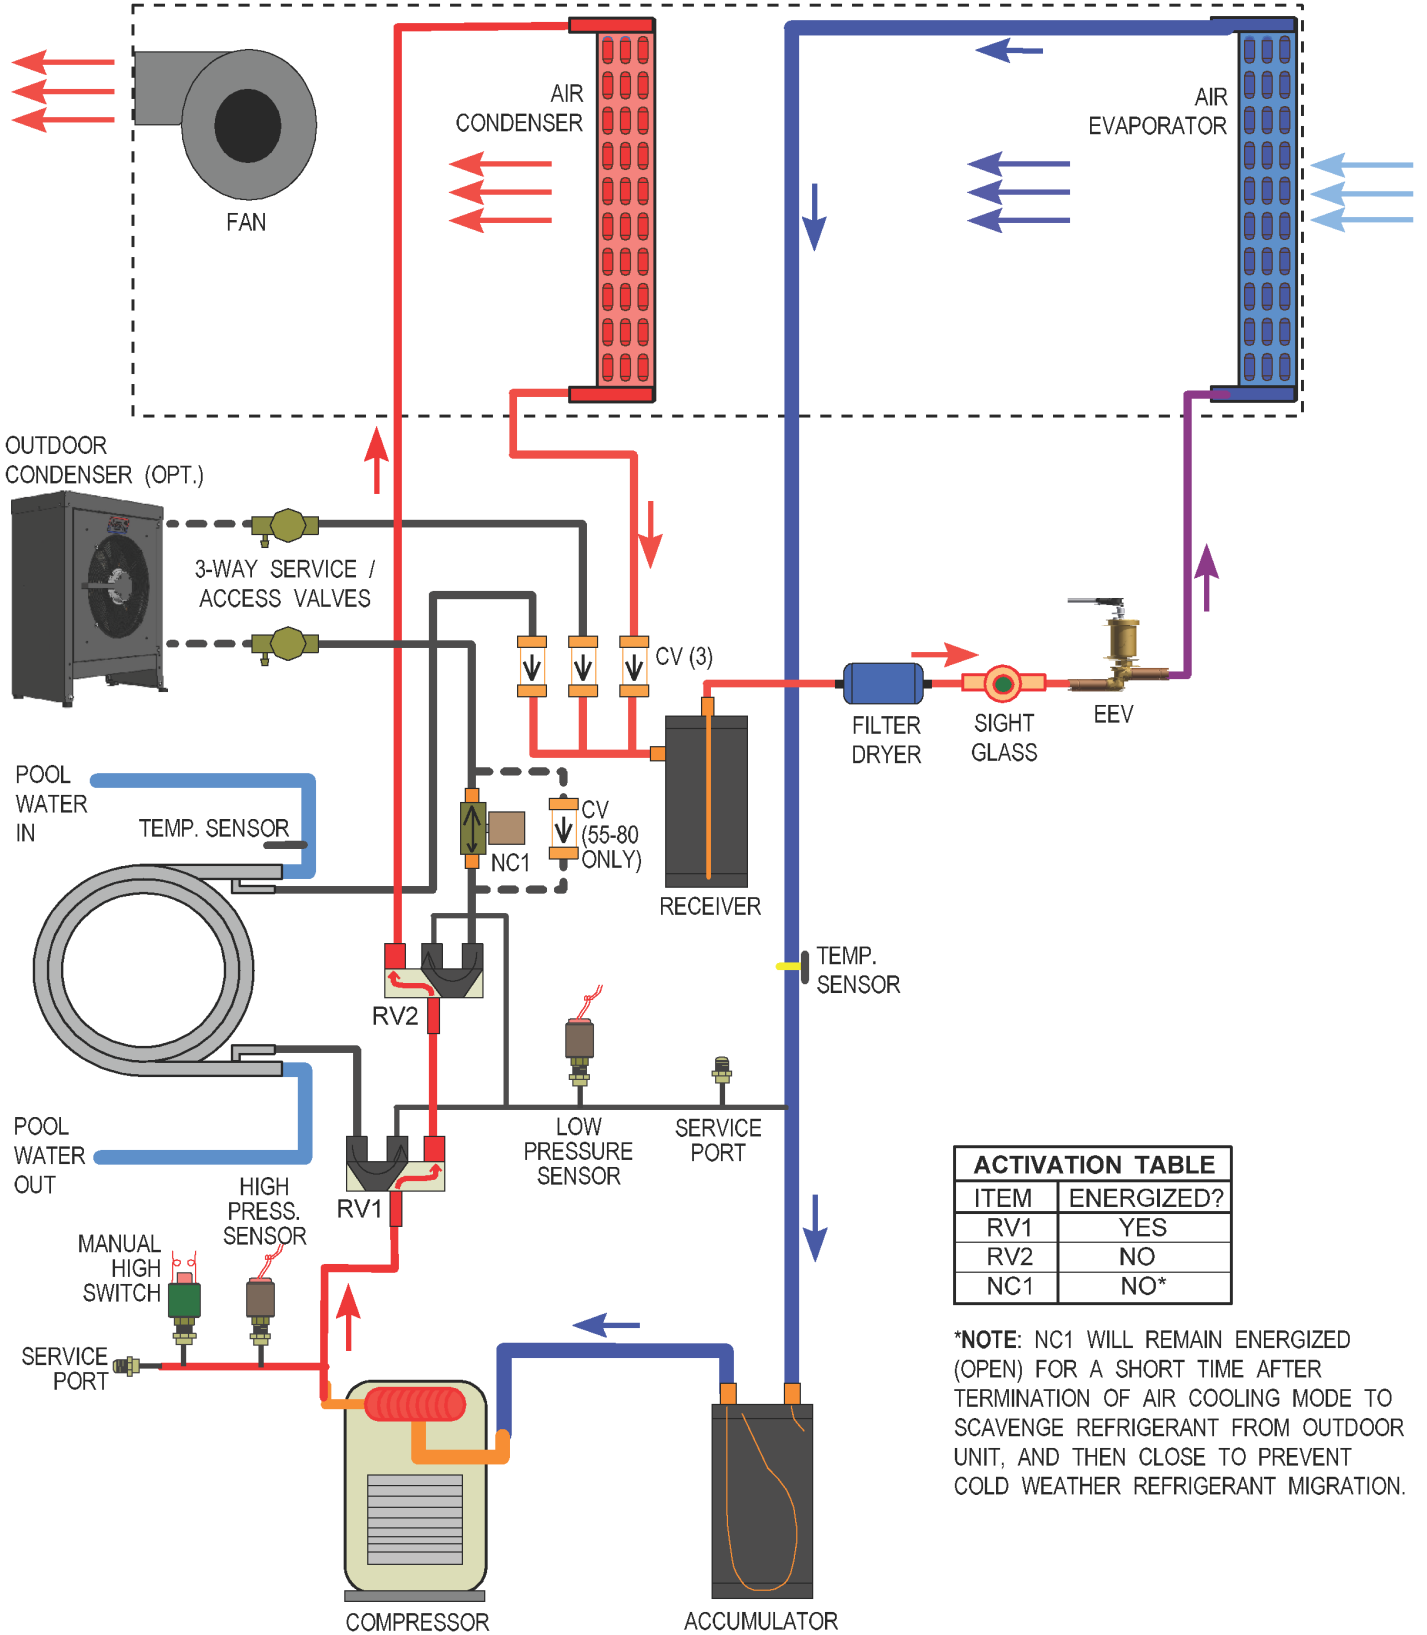 AIR
CONDENSER
AIR
EVAPORATOR
FAN
OUTDOOR
CONDENSER (OPT.)
3-WAY SERVICE /
ACCESS VALVES
CV (3)
FILTER
DRYER
SIGHT
GLASS
EEV
POOL
WATER
IN
TEMP. SENSOR
NC1
CV
(55-80
ONLY)
RECEIVER
TEMP.
SENSOR
RV2
LOW
PRESSURE
SENSOR
SERVICE
PORT
POOL
WATER
OUT
RV1
HIGH
PRESS.
SENSOR
MANUAL
HIGH
SWITCH
SERVICE
PORT
COMPRESSOR
ACCUMULATOR
ACTIVATION TABLE
ITEM ENERGIZED?
RV1 YES
RV2 NO
NC1 NO*
*NOTE: NC1 WILL REMAIN ENERGIZED
(OPEN) FOR A SHORT TIME AFTER
TERMINATION OF AIR COOLING MODE TO
SCAVENGE REFRIGERANT FROM OUTDOOR
UNIT, AND THEN CLOSE TO PREVENT
COLD WEATHER REFRIGERANT MIGRATION.